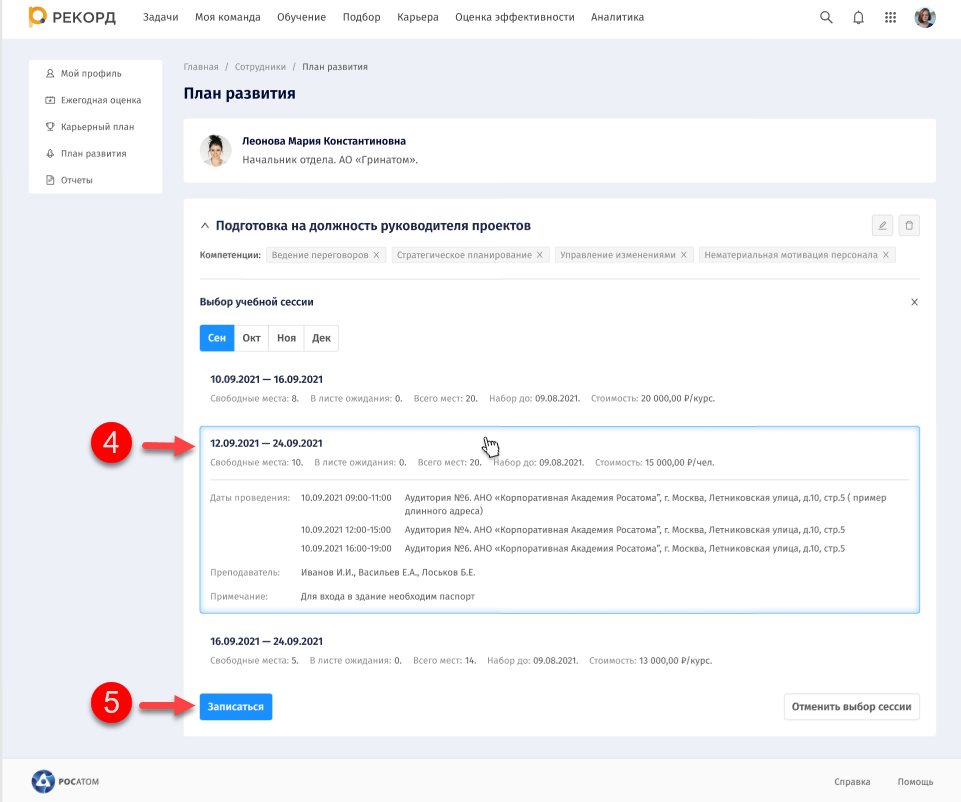 РЕКОРД Задачи Моя команда Обучение Подбор Карьера Оценка эффективности Аналитика
Мой профиль
Ежегодная оценка
Карьерный план
План развития
Отчеты
Главная / Сотрудники / План развития
План развития
Леонова Мария Константиновна
Начальник отдела. АО «Гринатом».
Подготовка на должность руководителя проектов
Компетенции: Ведение переговоров X Стратегическое планирование X Управление изменениями X Нематериальная мотивация персонала X
Выбор учебной сессии X
Сен Окт Ноя Дек
10.09.2021 — 16.09.2021
Свободные места: 8. В листе ожидания: 0. Всего мест: 20. Набор до: 09.08.2021. Стоимость: 20 000,00 ₽/курс.
4
12.09.2021 — 24.09.2021
Свободные места: 10. В листе ожидания: 0. Всего мест: 20. Набор до: 09.08.2021. Стоимость: 15 000,00 ₽/чел.
Даты проведения: 10.09.2021 09:00-11:00 Аудитория №6. АНО «Корпоративная Академия Росатома”, г. Москва, Летниковская улица, д.10, стр.5 ( пример
длинного адреса)
10.09.2021 12:00-15:00 Аудитория №4. АНО «Корпоративная Академия Росатома”, г. Москва, Летниковская улица, д.10, стр.5
10.09.2021 16:00-19:00 Аудитория №6. АНО «Корпоративная Академия Росатома”, г. Москва, Летниковская улица, д.10, стр.5
Преподаватель: Иванов И.И., Васильев Е.А., Лоськов Б.Е.
Примечание: Для входа в здание необходим паспорт
16.09.2021 — 24.09.2021
Свободные места: 5. В листе ожидания: 0. Всего мест: 14. Набор до: 09.08.2021. Стоимость: 13 000,00 ₽/курс.
5
Записаться Отменить выбор сессии
РОСАТОМ Справка Помощь